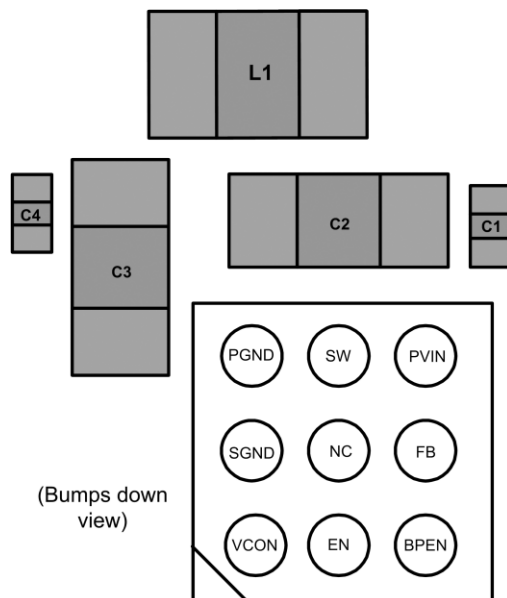 L1
C4
C3
C2
C1
PGND
SW
PVIN
SGND
NC
FB
(Bumps down
view)
VCON
EN
BPEN